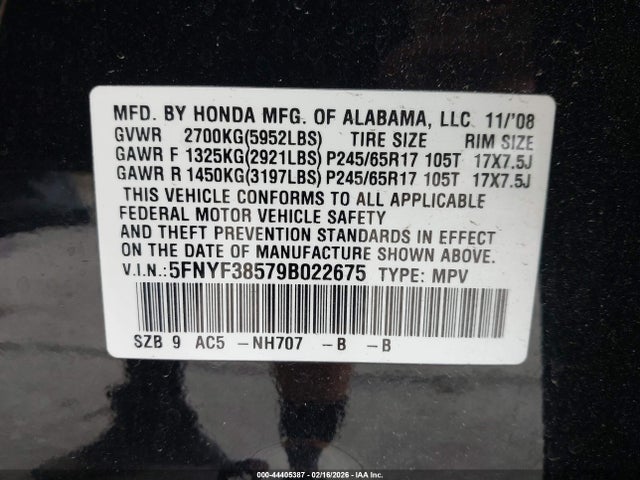 MFD. BY HONDA MFG. OF ALABAMA, LLC 11/'08
GVWR 2700KG(5952LBS) TIRE SIZE RIM SIZE
GAWR F 1325KG(2921LBS) P245/65R17 105T 17X7.5J
GAWR R 1450KG(3197LBS) P245/65R17 105T 17X7.5J
THIS VEHICLE CONFORMS TO ALL APPLICABLE
FEDERAL MOTOR VEHICLE SAFETY
AND THEFT PREVENTION STANDARDS IN EFFECT
ON THE DATE OF MANUFACTURE SHOWN ABOVE.
V.I.N.:5FNYF38579B022675 TYPE: MPV
SZB 9 AC5 -NH707 -B -B
000-44405387 - 02/16/2026 - IAA Inc.